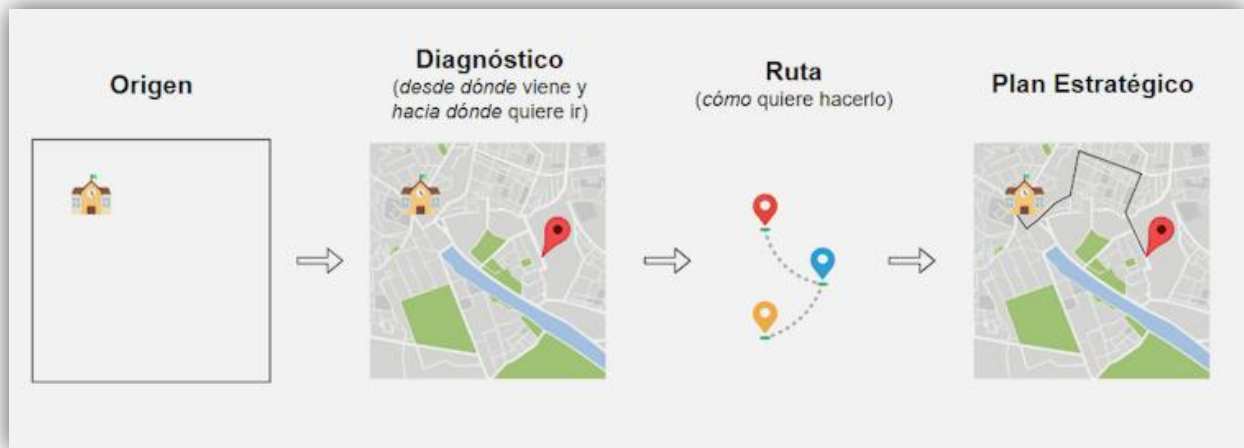 Origen
Diagnóstico
(desde dónde viene y
hacia dónde quiere ir)
Ruta
(cómo quiere hacerlo)
Plan Estratégico